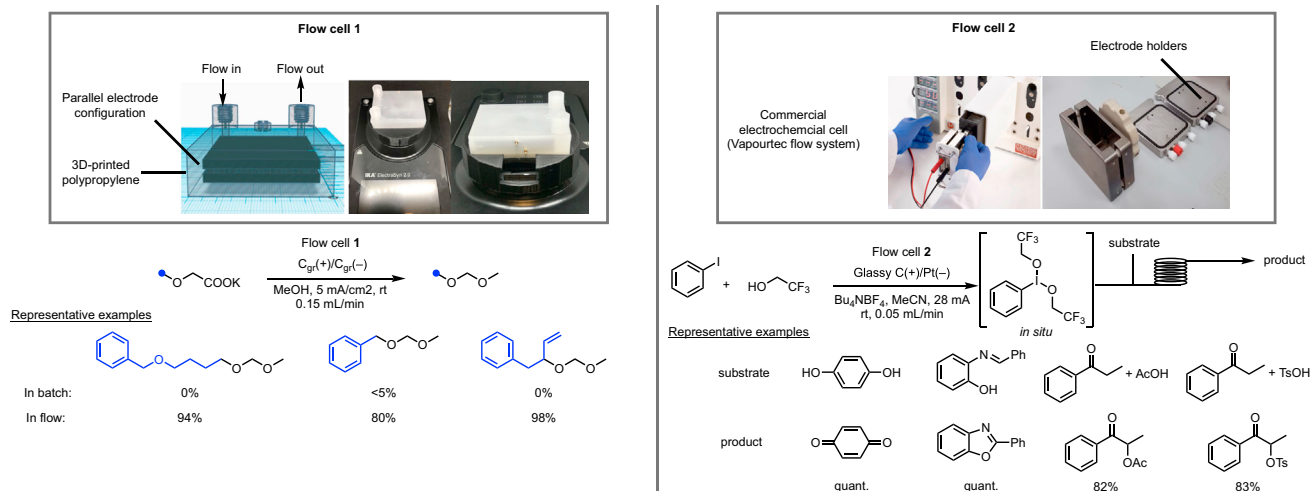 Flow cell 1
Flow in
Flow out
Parallel electrode
configuration
3D-printed
polypropylene
IKA ElectraSyn 2.0
Flow cell 1
COOK
O
C_gr(+)/C_gr(–)
MeOH, 5 mA/cm2, rt
0.15 mL/min
O
O
Representative examples
O
O
O
O
O
O
O
In batch:
0%
<5%
0%
In flow:
94%
80%
98%
Flow cell 2
Electrode holders
Commercial
electrochemcial cell
(Vapourtec flow system)
I
+
HO
CF3
Flow cell 2
Glassy C(+)/Pt(–)
Bu4NBF4, MeCN, 28 mA
rt, 0.05 mL/min
CF3
O
I
O
CF3
in situ
substrate
product
Representative examples
substrate
HO
OH
N
Ph
OH
O
+ AcOH
O
+ TsOH
product
O
O
N
Ph
O
O
OAc
O
OTs
quant.
quant.
82%
83%